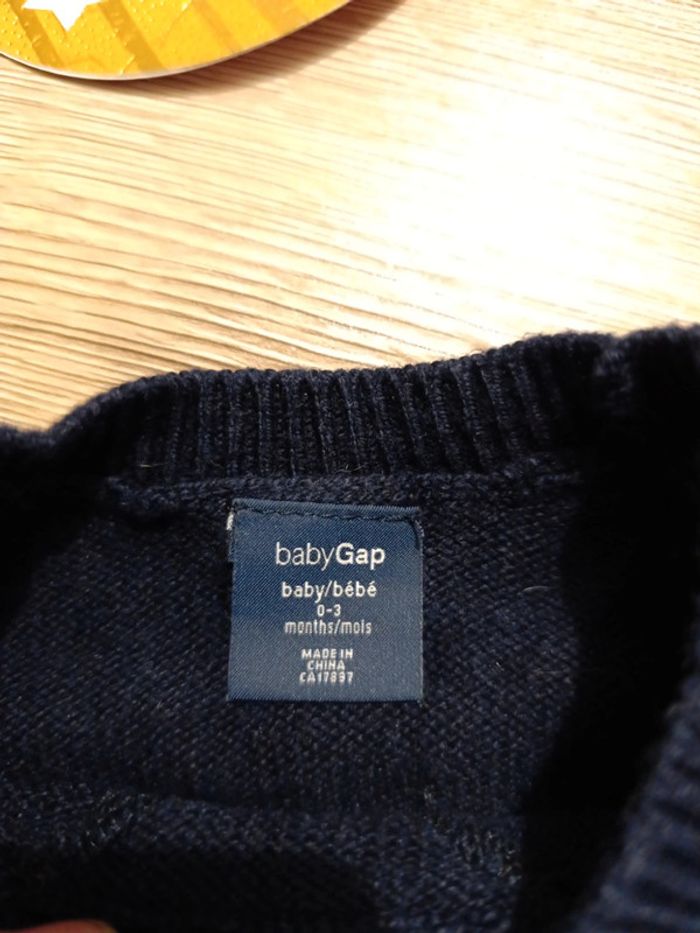 babyGap
baby/bébé
0-3
months/mois
MADE IN
CHINA
CA17897